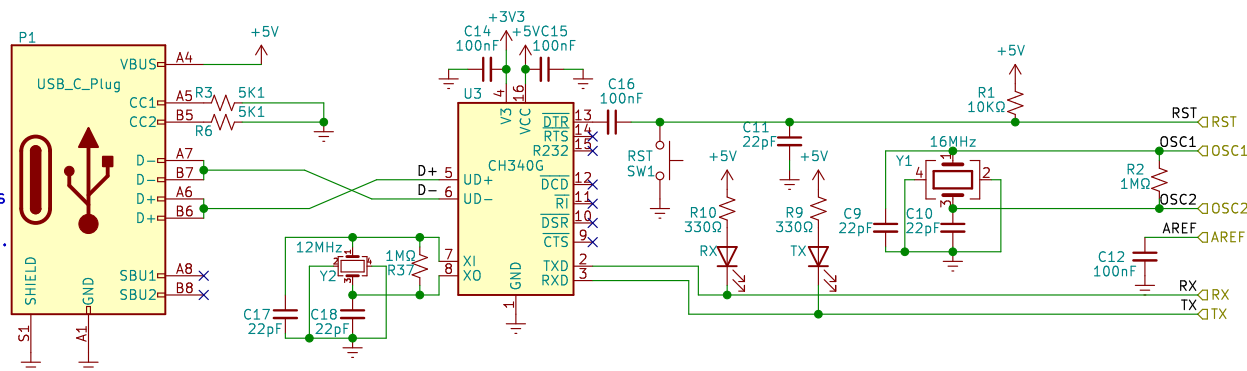 P1
USB_C_Plug
VBUS A4
+5V
CC1 A5 R3 5K1
CC2 B5 R6 5K1
D- A7
D- B7
D+ A6
D+ B6
SBU1 A8
SBU2 B8
SHIELD
GND
S1
A1
s
.
12MHz
Y2
1
2
4
3
1MΩ
R37
C17
22pF
C18
22pF
+3V3
C14
100nF
+5V
C15
100nF
U3
4
16
V3
VCC
CH340G
D+ 5 UD+
D- 6 UD-
7 XI
8 XO
GND
1
DTR 13
RTS 14
R232 15
DCD 12
RI 11
DSR 10
CTS 9
TXD 2
RXD 3
C16
100nF
RST
SW1
C11
22pF
+5V
R10
330Ω
RX
+5V
R9
330Ω
TX
+5V
R1
10KΩ
16MHz
Y1
1
4
2
3
C9
22pF
C10
22pF
R2
1MΩ
C12
100nF
RST RST
OSC1 OSC1
OSC2 OSC2
AREF AREF
RX RX
TX TX